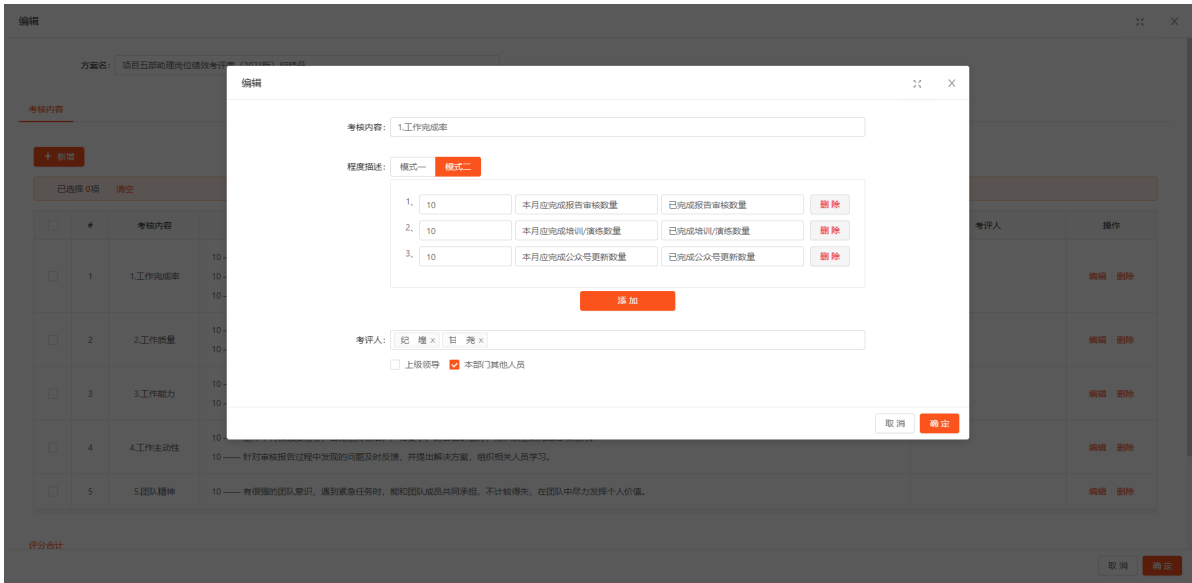 编辑
方案名:
编辑
考核内容: 1.工作完成率
考核内容
程度描述: 模式一 模式二
+ 新增
已选择 0项 清空
1、 10 本月应完成报告审核数量 已完成报告审核数量 删 除
2、 10 本月应完成培训/演练数量 已完成培训/演练数量 删 除
3、 10 本月应完成公众号更新数量 已完成公众号更新数量 删 除
添 加
# 考核内容 考评人 操作
1 1.工作完成率 编辑 删除
10
10
10
2 2.工作质量 编辑 删除
10
10
考评人:
上级领导 本部门其他人员
3 3.工作能力 编辑 删除
10
10
取 消 确 定
4 4.工作主动性 编辑 删除
10 —— 针对审核报告过程中发现的问题及时反馈，并提出解决方案，组织相关人员学习。
5 5.团队精神 10 —— 有很强的团队意识，遇到紧急任务时，能和团队成员共同承担，不计较得失，在团队中尽力发挥个人价值。 编辑 删除
评分合计
取 消 确 定